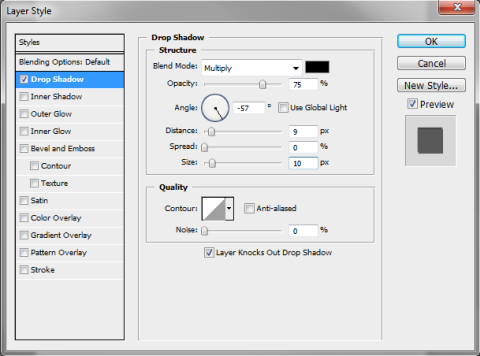 Layer Style
Styles
Blending Options: Default
Drop Shadow
Inner Shadow
Outer Glow
Inner Glow
Bevel and Emboss
Contour
Texture
Satin
Color Overlay
Gradient Overlay
Pattern Overlay
Stroke
Drop Shadow
Structure
Blend Mode: Multiply
Opacity: 75 %
Angle: -57 ° Use Global Light
Distance: 9 px
Spread: 0 %
Size: 10 px
Quality
Contour: Anti-aliased
Noise: 0 %
Layer Knocks Out Drop Shadow
OK
Cancel
New Style...
Preview